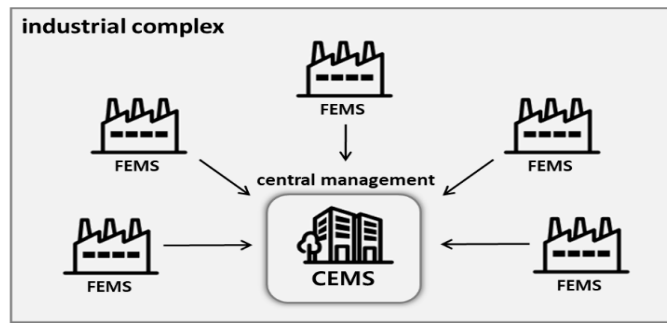 industrial complex
FEMS
FEMS
FEMS
central management
FEMS
CEMS
FEMS